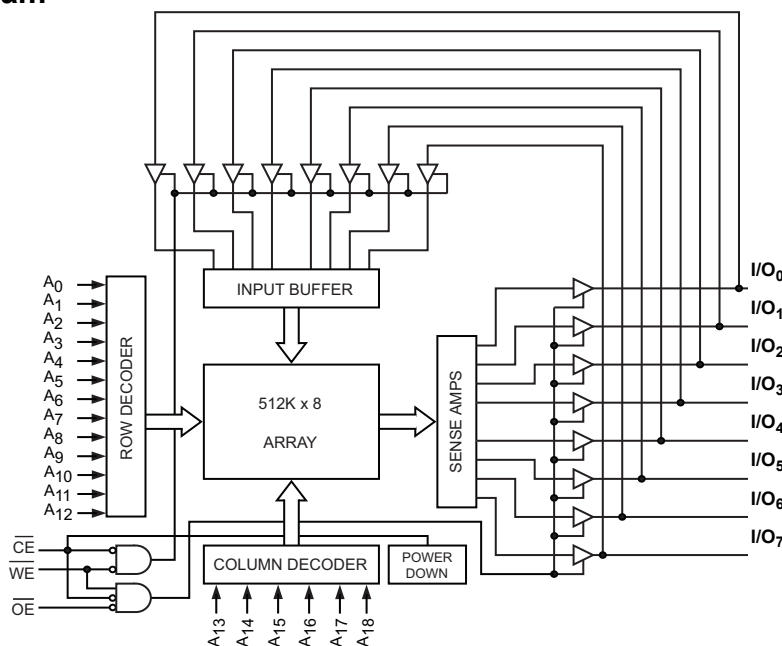 A0
A1
A2
A3
A4
A5
A6
A7
A8
A9
A10
A11
A12
ROW DECODER
INPUT BUFFER
512K x 8
ARRAY
SENSE AMPS
I/O0
I/O1
I/O2
I/O3
I/O4
I/O5
I/O6
I/O7
CE
WE
OE
COLUMN DECODER
POWER
DOWN
A13
A14
A15
A16
A17
A18